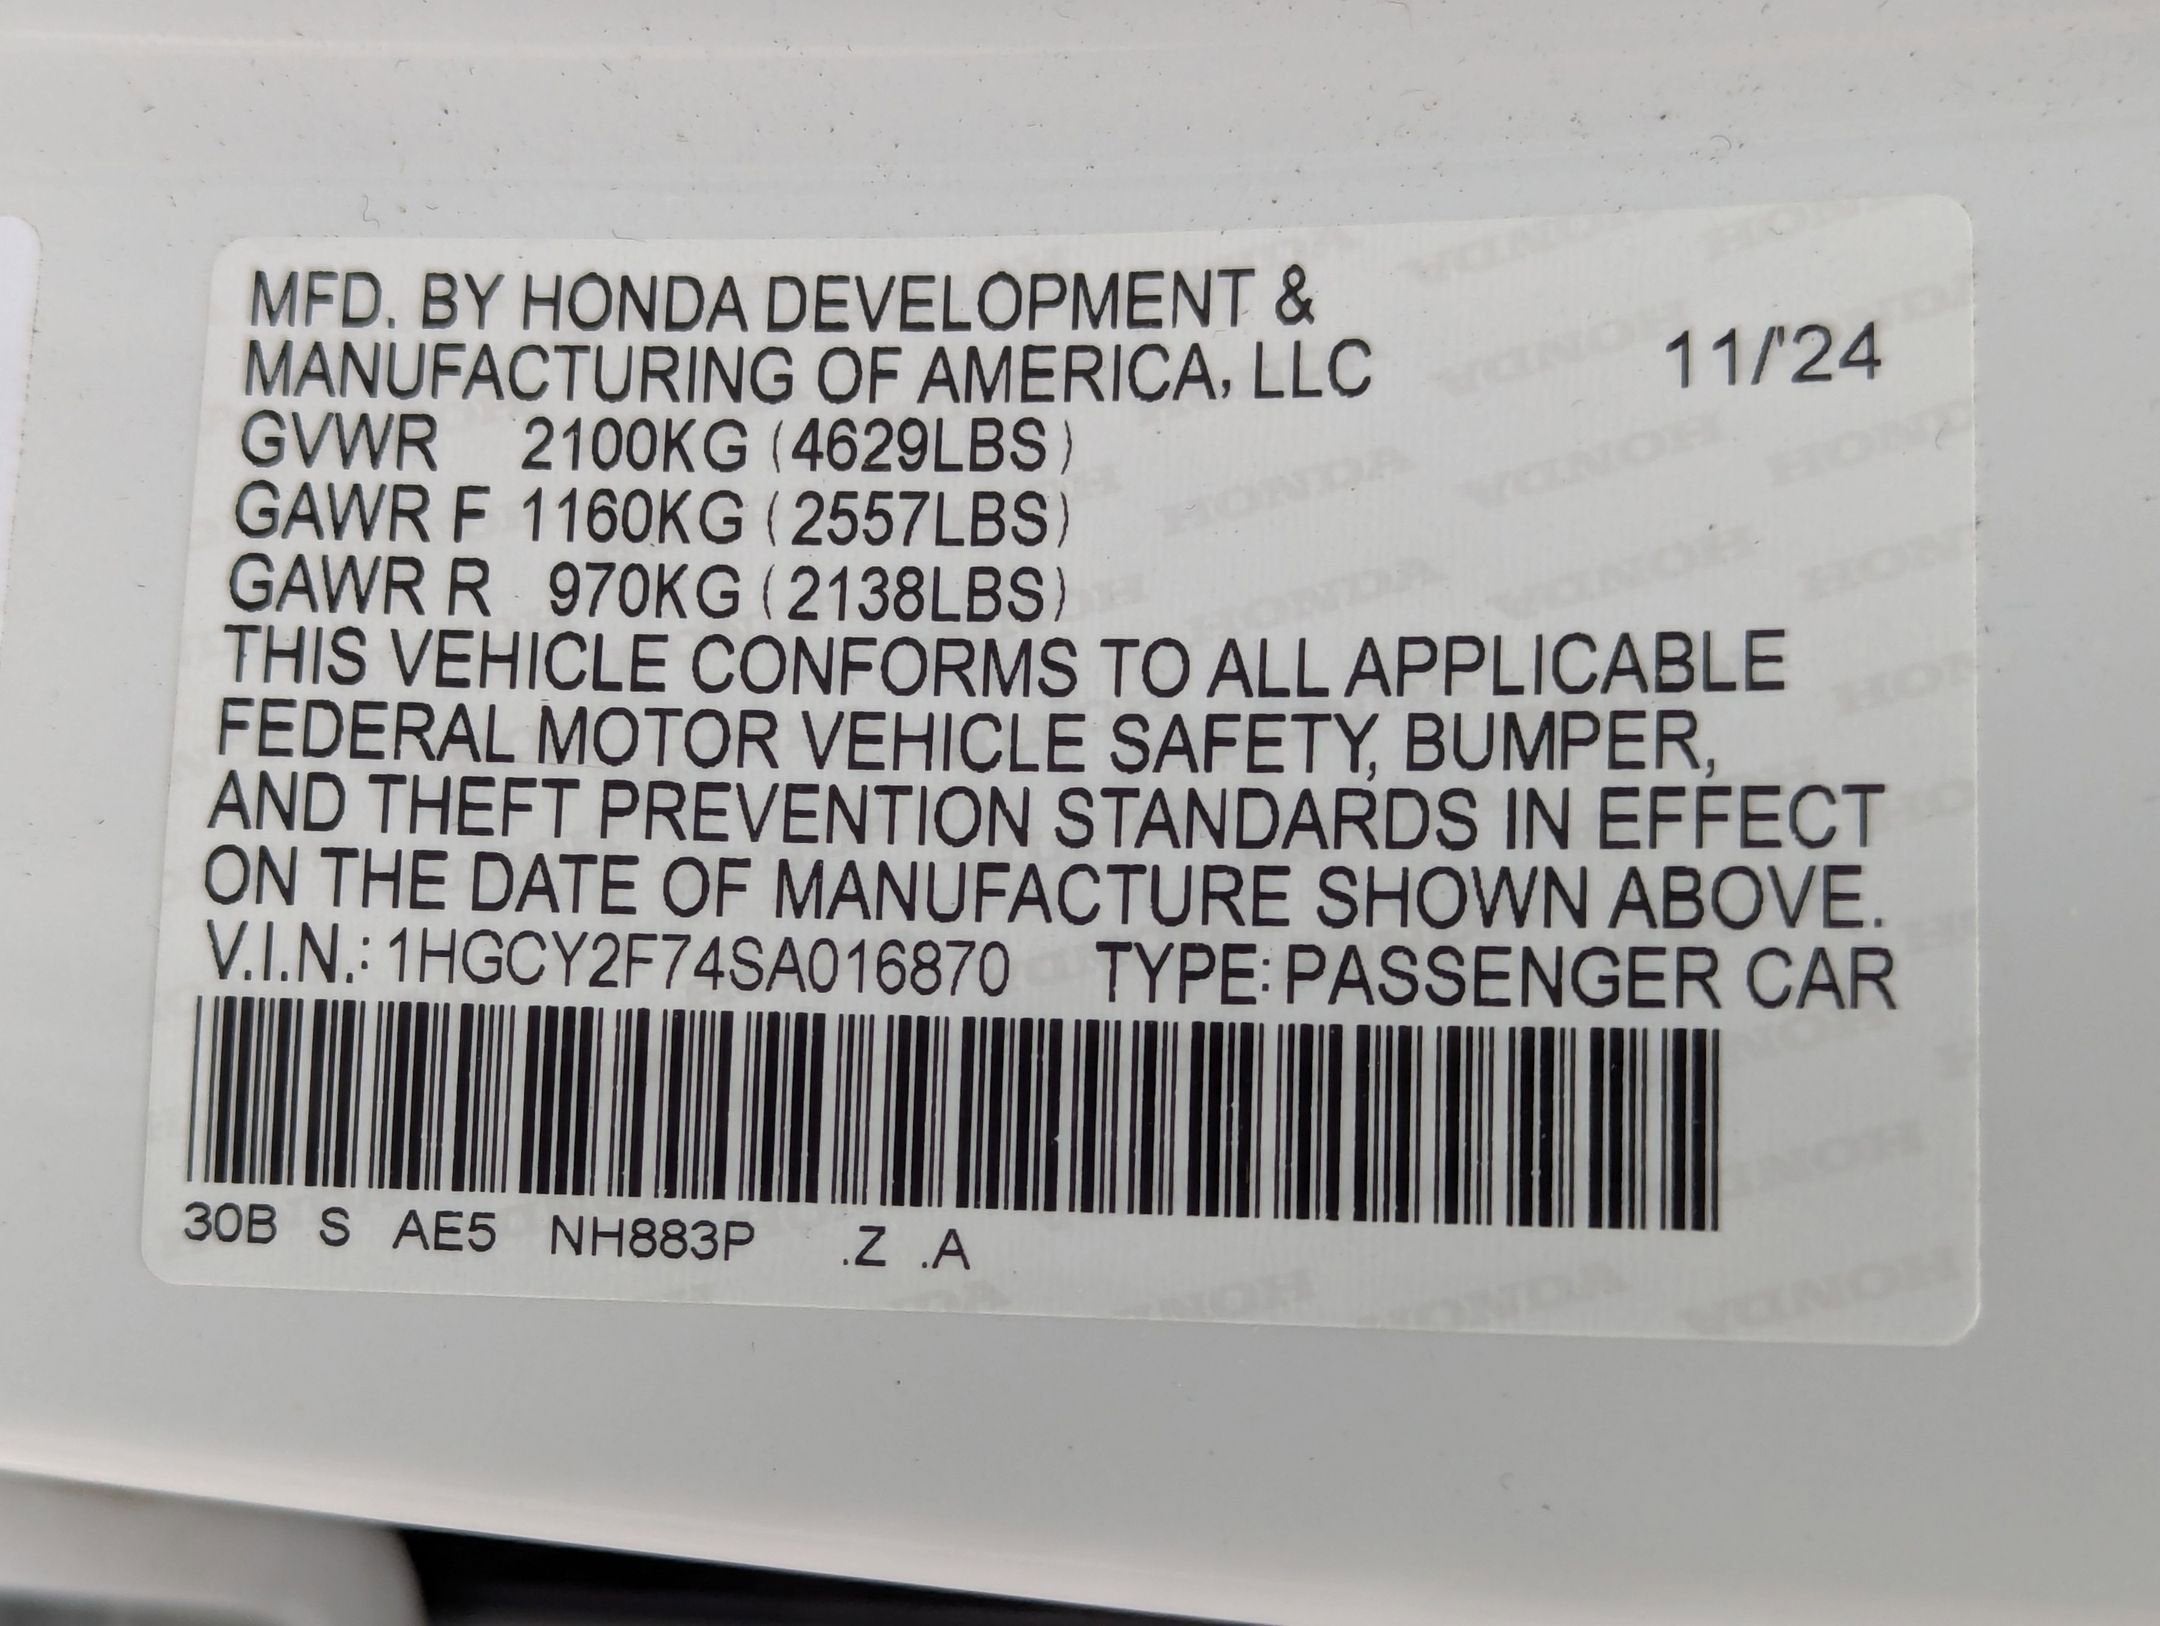 MFD. BY HONDA DEVELOPMENT &
MANUFACTURING OF AMERICA, LLC 11/'24
GVWR 2100KG (4629LBS)
GAWR F 1160KG (2557LBS)
GAWR R 970KG (2138LBS)
THIS VEHICLE CONFORMS TO ALL APPLICABLE
FEDERAL MOTOR VEHICLE SAFETY, BUMPER,
AND THEFT PREVENTION STANDARDS IN EFFECT
ON THE DATE OF MANUFACTURE SHOWN ABOVE.
V.I.N.: 1HGCY2F74SA016870 TYPE: PASSENGER CAR
30B S AE5 NH883P .Z .A